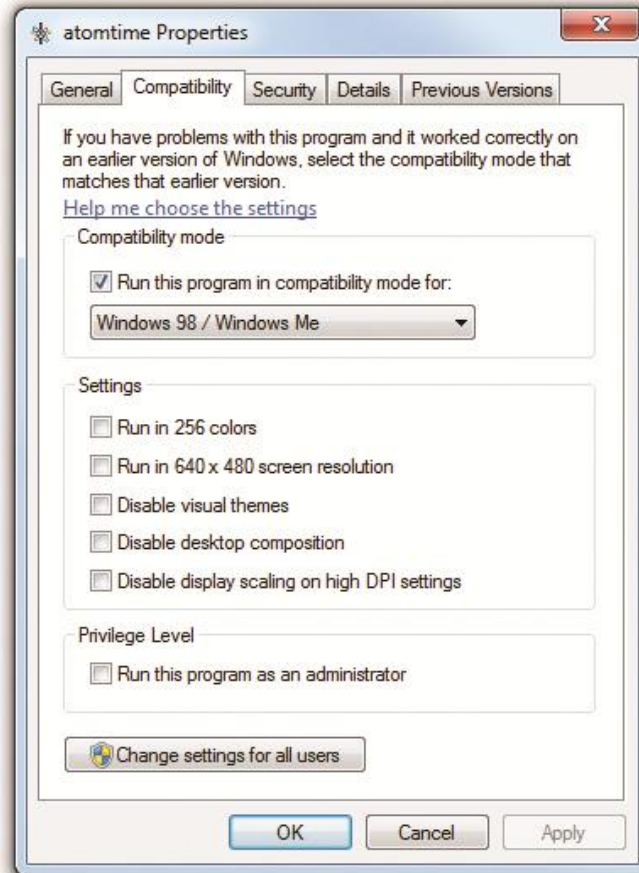 atomtime Properties
General Compatibility Security Details Previous Versions
If you have problems with this program and it worked correctly on
an earlier version of Windows, select the compatibility mode that
matches that earlier version.
Help me choose the settings
Compatibility mode
Run this program in compatibility mode for:
Windows 98 / Windows Me
Settings
Run in 256 colors
Run in 640 x 480 screen resolution
Disable visual themes
Disable desktop composition
Disable display scaling on high DPI settings
Privilege Level
Run this program as an administrator
Change settings for all users
OK Cancel Apply